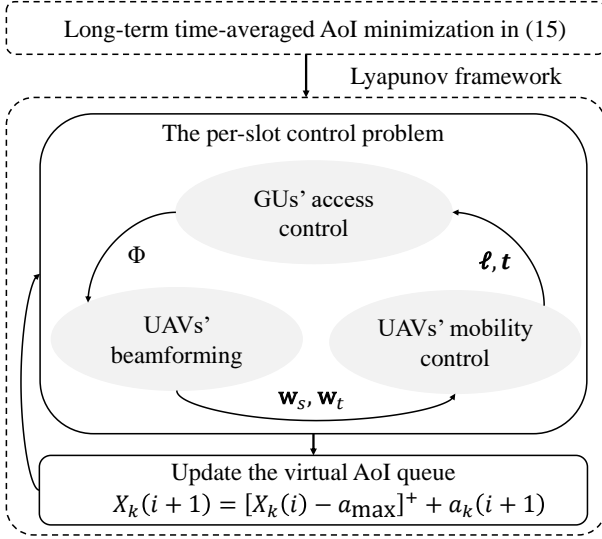 Long-term time-averaged AoI minimization in (15)
Lyapunov framework
The per-slot control problem
GUs' access
control
Φ
ℓ, t
UAVs'
beamforming
UAVs' mobility
control
w_s, w_t
Update the virtual AoI queue
X_k(i + 1) = [X_k(i) − a_max]^+ + a_k(i + 1)